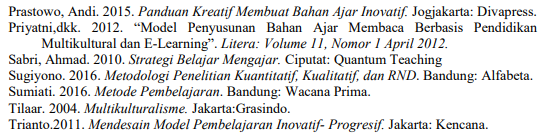 Prastowo, Andi. 2015. Panduan Kreatif Membuat Bahan Ajar Inovatif. Jogjakarta: Divapress.
Priyatni,dkk. 2012. “Model Penyusunan Bahan Ajar Membaca Berbasis Pendidikan
Multikultural dan E-Learning”. Litera: Volume 11, Nomor 1 April 2012.
Sabri, Ahmad. 2010. Strategi Belajar Mengajar. Ciputat: Quantum Teaching
Sugiyono. 2016. Metodologi Penelitian Kuantitatif, Kualitatif, dan RND. Bandung: Alfabeta.
Sumiati. 2016. Metode Pembelajaran. Bandung: Wacana Prima.
Tilaar. 2004. Multikulturalisme. Jakarta:Grasindo.
Trianto.2011. Mendesain Model Pembelajaran Inovatif- Progresif. Jakarta: Kencana.